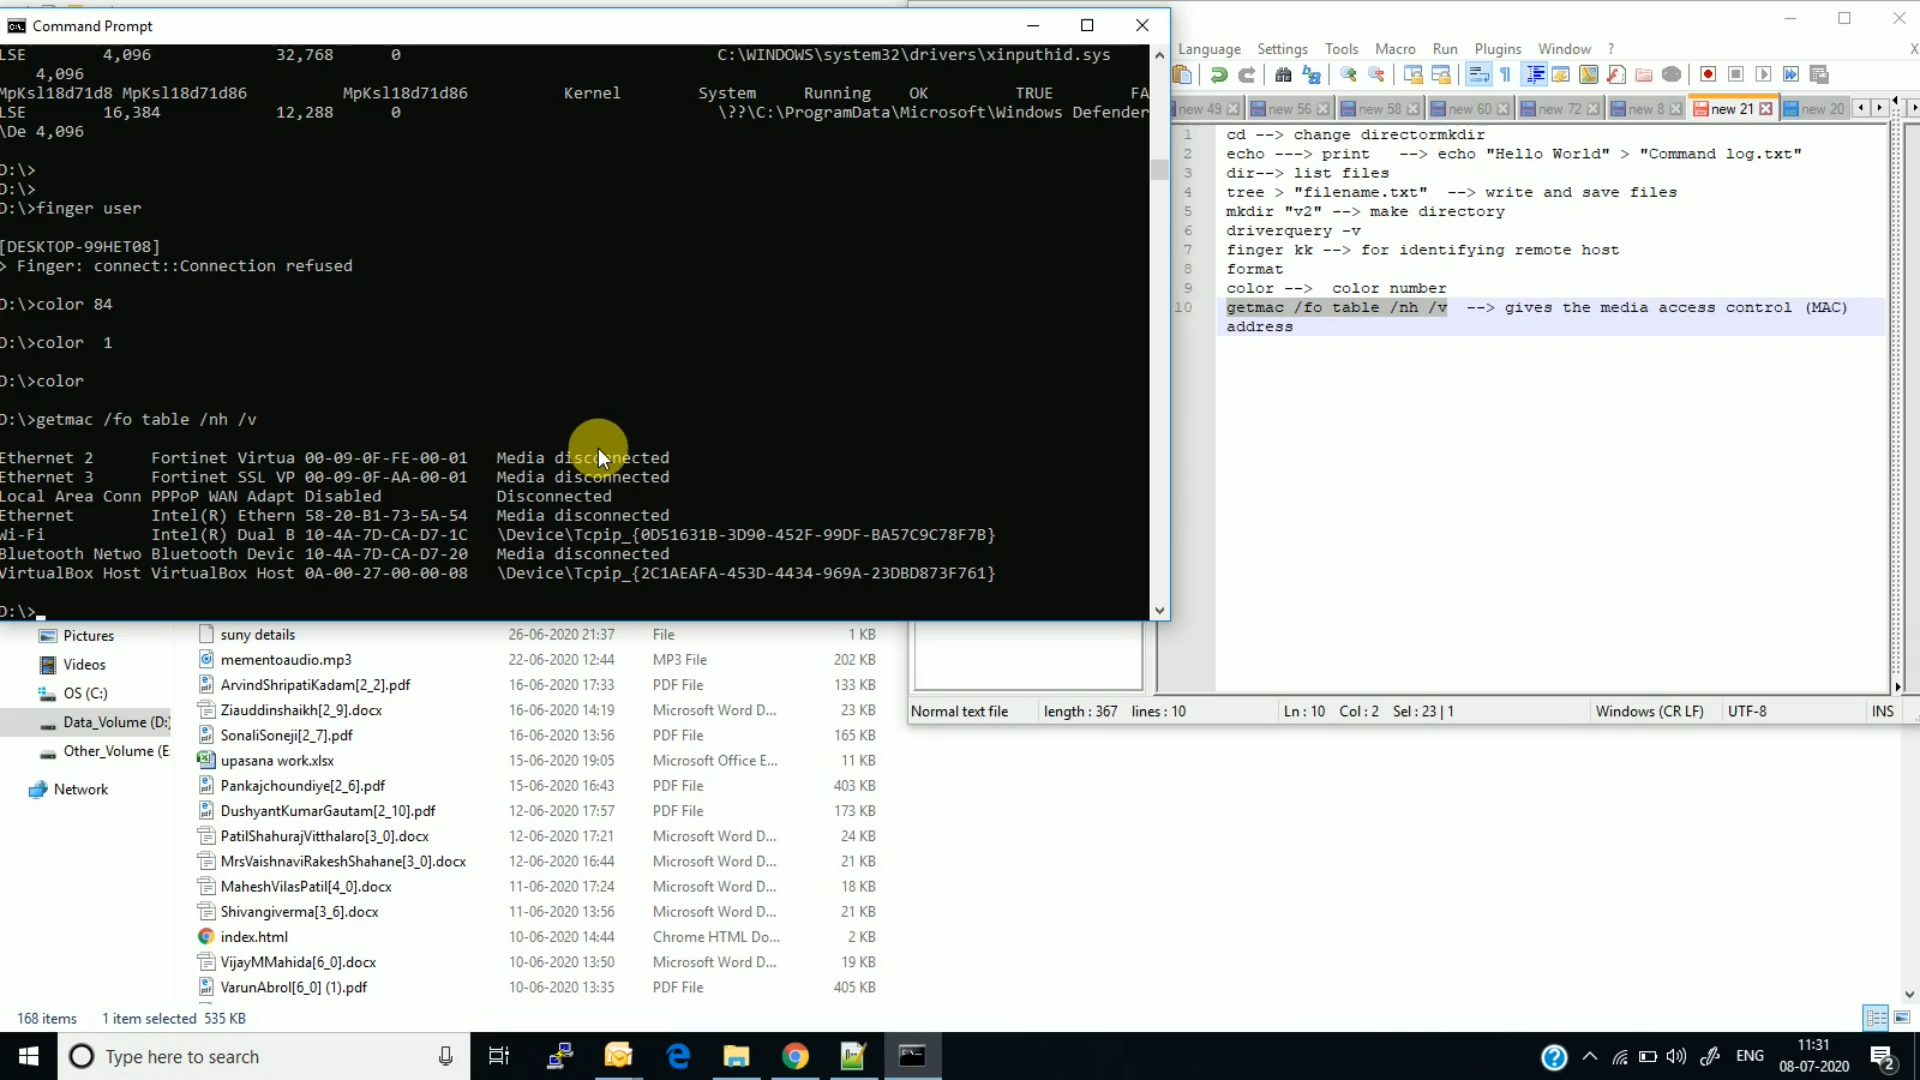 Command Prompt
LSE 4,096 32,768 0 C:\WINDOWS\system32\drivers\xinputhid.sys
4,096
MpKsl18d71d8 MpKsl18d71d86 MpKsl18d71d86 Kernel System Running OK TRUE FA
LSE 16,384 12,288 0 \??\C:\ProgramData\Microsoft\Windows Defender
\De 4,096
D:\>
D:\>
D:\>finger user
[DESKTOP-99HET08]
> Finger: connect::Connection refused
D:\>color 84
D:\>color 1
D:\>color
D:\>getmac /fo table /nh /v
Ethernet 2 Fortinet Virtua 00-09-0F-FE-00-01 Media disconnected
Ethernet 3 Fortinet SSL VP 00-09-0F-AA-00-01 Media disconnected
Local Area Conn PPPoP WAN Adapt Disabled Disconnected
Ethernet Intel(R) Ethern 58-20-B1-73-5A-54 Media disconnected
Wi-Fi Intel(R) Dual B 10-4A-7D-CA-D7-1C \Device\Tcpip_{0D51631B-3D90-452F-99DF-BA57C9C78F7B}
Bluetooth Netwo Bluetooth Devic 10-4A-7D-CA-D7-20 Media disconnected
VirtualBox Host VirtualBox Host 0A-00-27-00-00-08 \Device\Tcpip_{2C1AEAFA-453D-4434-969A-23DBD873F761}
D:\>
Language Settings Tools Macro Run Plugins Window ? X
new 49 new 56 new 58 new 60 new 72 new 8 new 21 new 20
1 cd --> change directormkdir
2 echo ---> print --> echo "Hello World" > "Command log.txt"
3 dir--> list files
4 tree > "filename.txt" --> write and save files
5 mkdir "v2" --> make directory
6 driverquery -v
7 finger kk --> for identifying remote host
8 format
9 color --> color number
10 getmac /fo table /nh /v --> gives the media access control (MAC)
address
Normal text file length : 367 lines : 10 Ln : 10 Col : 2 Sel : 23 | 1 Windows (CR LF) UTF-8 INS
Pictures
Videos
OS (C:)
Data_Volume (D:)
Other_Volume (E
Network
suny details 26-06-2020 21:37 File 1 KB
mementoaudio.mp3 22-06-2020 12:44 MP3 File 202 KB
ArvindShripatiKadam[2_2].pdf 16-06-2020 17:33 PDF File 133 KB
Ziauddinshaikh[2_9].docx 16-06-2020 14:19 Microsoft Word D... 23 KB
SonaliSoneji[2_7].pdf 16-06-2020 13:56 PDF File 165 KB
upasana work.xlsx 15-06-2020 19:05 Microsoft Office E... 11 KB
Pankajchoundiye[2_6].pdf 15-06-2020 16:43 PDF File 403 KB
DushyantKumarGautam[2_10].pdf 12-06-2020 17:57 PDF File 173 KB
PatilShahurajVitthalaro[3_0].docx 12-06-2020 17:21 Microsoft Word D... 24 KB
MrsVaishnaviRakeshShahane[3_0].docx 12-06-2020 16:44 Microsoft Word D... 21 KB
MaheshVilasPatil[4_0].docx 11-06-2020 17:24 Microsoft Word D... 18 KB
Shivangiverma[3_6].docx 11-06-2020 13:56 Microsoft Word D... 21 KB
index.html 10-06-2020 14:44 Chrome HTML Do... 2 KB
VijayMMahida[6_0].docx 10-06-2020 13:50 Microsoft Word D... 19 KB
VarunAbrol[6_0] (1).pdf 10-06-2020 13:35 PDF File 405 KB
168 items 1 item selected 535 KB
Type here to search
ENG
11:31
08-07-2020
2